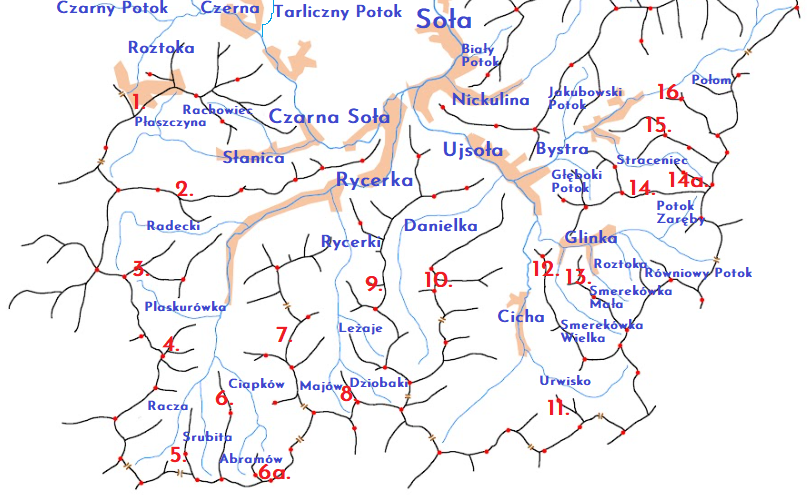 Czarny Potok
Czerna
Tarliczny Potok
Soła
Roztoka
Biały
Potok
Połom
1.
Rachowiec
Płaszczyna
Nickulina
Jakubowski
Potok
16.
Czarna Soła
15.
Słanica
Ujsoła
Bystra
Straceniec
2.
Rycerka
Głęboki
Potok
14.
14a.
Potok
Zaręby
Radecki
Rycerki
Danielka
Glinka
3.
9.
10.
12.
13.
Roztoka
Równiowy Potok
Plaskurówka
Smerekówka
Mała
Cicha
4.
7.
Leżaje
Smerekówka
Wielka
Ciapków
Majów
Dziobaki
Urwisko
Racza
6.
8
11.
Srubita
5.
Abramów
6a.